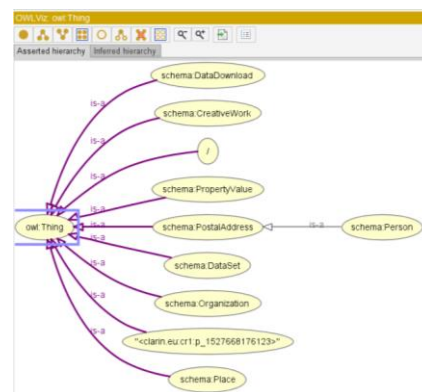 OWLViz: owl:Thing
Asserted hierarchy Inferred hierarchy
schema:DataDownload
is-a
schema:CreativeWork
is-a
/
is-a
schema:PropertyValue
is-a
owl:Thing
is-a
schema:PostalAddress
is-a
schema:Person
is-a
schema:DataSet
is-a
schema:Organization
is-a
"<clarin.eu:cr1:p_1527668176123>"
is-a
schema:Place